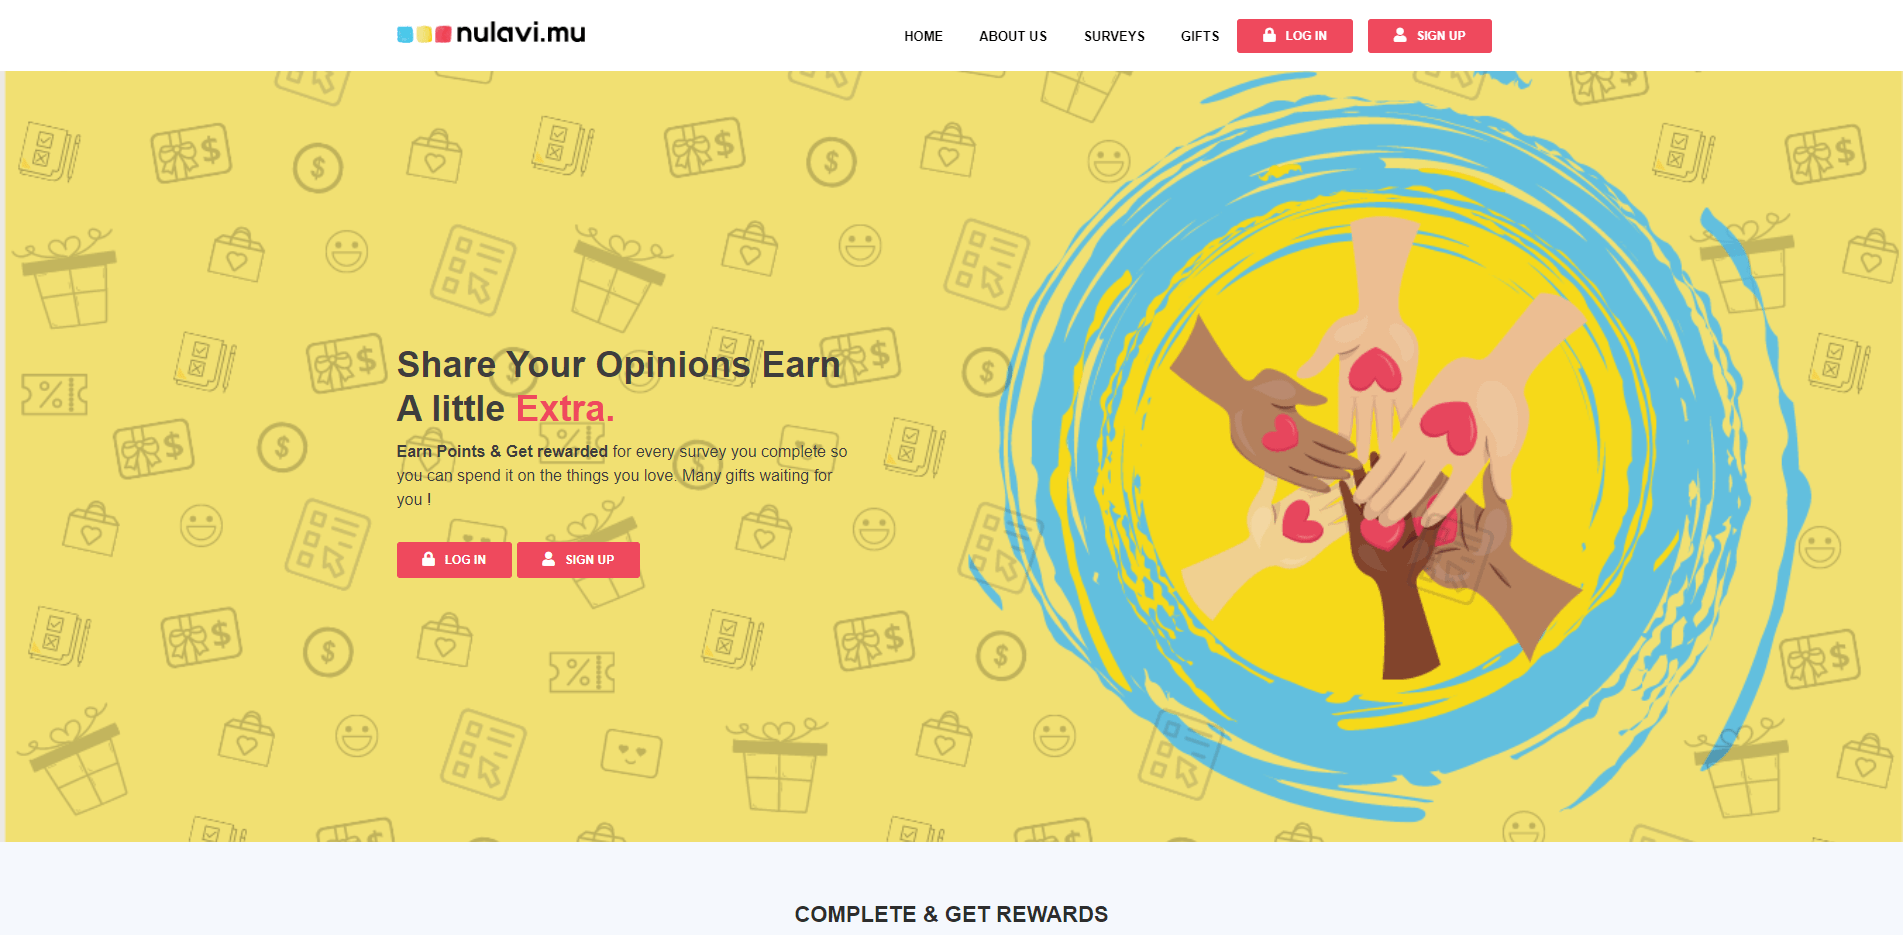 nulavi.mu
HOME
ABOUT US
SURVEYS
GIFTS
LOG IN
SIGN UP
Share Your Opinions Earn
A little Extra.
Earn Points & Get rewarded for every survey you complete so
you can spend it on the things you love. Many gifts waiting for
you !
LOG IN
SIGN UP
COMPLETE & GET REWARDS